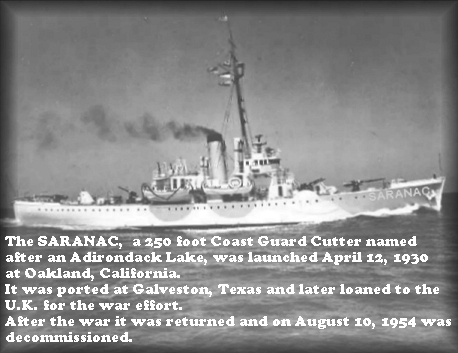 SARANAC
The SARANAC, a 250 foot Coast Guard Cutter named
after an Adirondack Lake, was launched April 12, 1930
at Oakland, California.
It was ported at Galveston, Texas and later loaned to the
U.K. for the war effort.
After the war it was returned and on August 10, 1954 was
decommissioned.